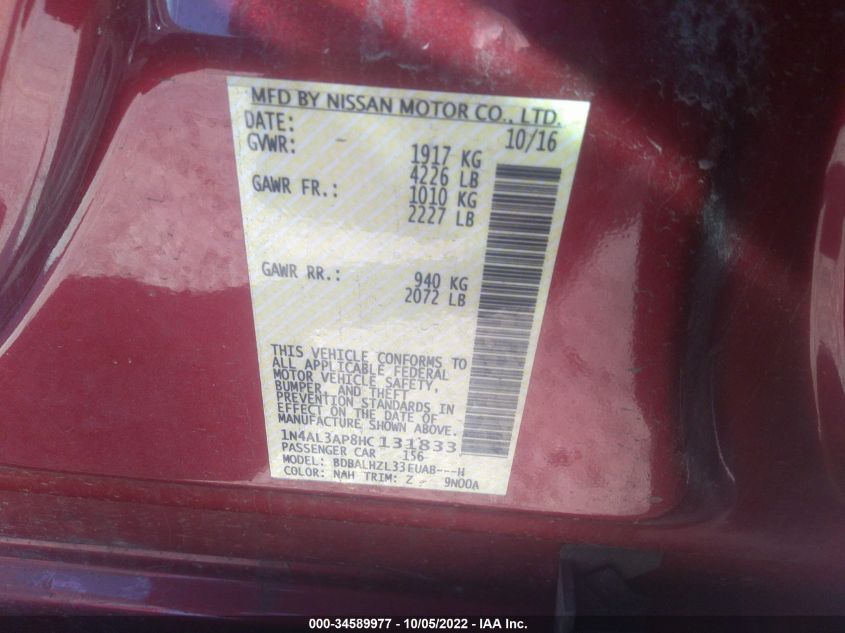 MFD BY NISSAN MOTOR CO., LTD.
DATE: 10/16
GVWR: 1917 KG
4226 LB
GAWR FR.: 1010 KG
2227 LB
GAWR RR.: 940 KG
2072 LB
THIS VEHICLE CONFORMS TO
ALL APPLICABLE FEDERAL
MOTOR VEHICLE SAFETY,
BUMPER, AND THEFT
PREVENTION STANDARDS IN
EFFECT ON THE DATE OF
MANUFACTURE SHOWN ABOVE.
1N4AL3AP8HC131833
PASSENGER CAR 156
MODEL: BDBALHZL33EUAB---H
COLOR: NAH TRIM: Z 9N00A
000-34589977 - 10/05/2022 - IAA Inc.